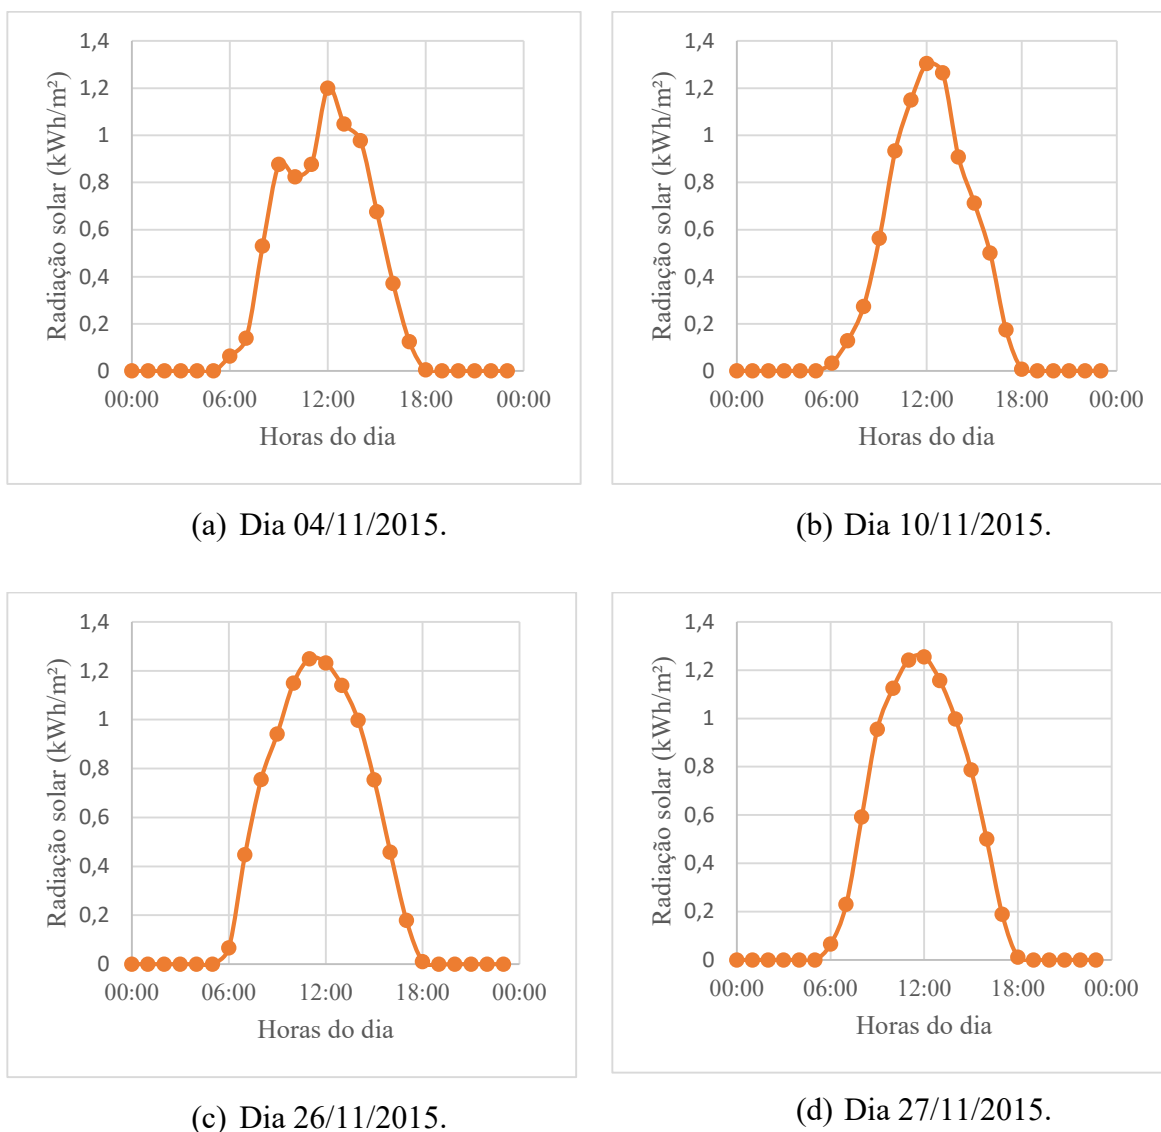 1,4
1,2
1
0,8
0,6
0,4
0,2
0
Radiação solar (kWh/m²)
00:00 06:00 12:00 18:00 00:00
Horas do dia
(a) Dia 04/11/2015.
1,4
1,2
1
0,8
0,6
0,4
0,2
0
Radiação solar (kWh/m²)
00:00 06:00 12:00 18:00 00:00
Horas do dia
(b) Dia 10/11/2015.
1,4
1,2
1
0,8
0,6
0,4
0,2
0
Radiação solar (kWh/m²)
00:00 06:00 12:00 18:00 00:00
Horas do dia
(c) Dia 26/11/2015.
1,4
1,2
1
0,8
0,6
0,4
0,2
0
Radiação solar (kWh/m²)
00:00 06:00 12:00 18:00 00:00
Horas do dia
(d) Dia 27/11/2015.